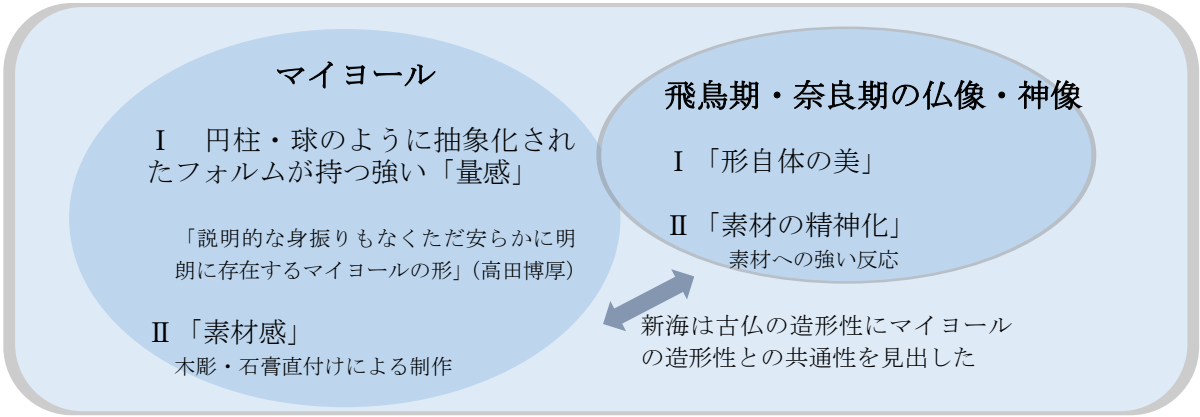 マイヨール
Ⅰ　円柱・球のように抽象化され
たフォルムが持つ強い「量感」
「説明的な身振りもなくただ安らかに明
朗に存在するマイヨールの形」（高田博厚）
Ⅱ「素材感」
木彫・石膏直付けによる制作
飛鳥期・奈良期の仏像・神像
Ⅰ「形自体の美」
Ⅱ「素材の精神化」
素材への強い反応
新海は古仏の造形性にマイヨール
の造形性との共通性を見出した